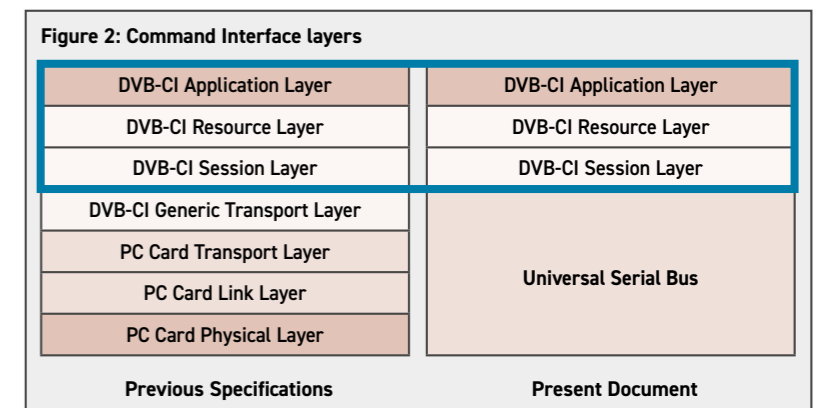 Figure 2: Command Interface layers
DVB-CI Application Layer
DVB-CI Resource Layer
DVB-CI Session Layer
DVB-CI Generic Transport Layer
PC Card Transport Layer
PC Card Link Layer
PC Card Physical Layer
Previous Specifications
DVB-CI Application Layer
DVB-CI Resource Layer
DVB-CI Session Layer
Universal Serial Bus
Present Document